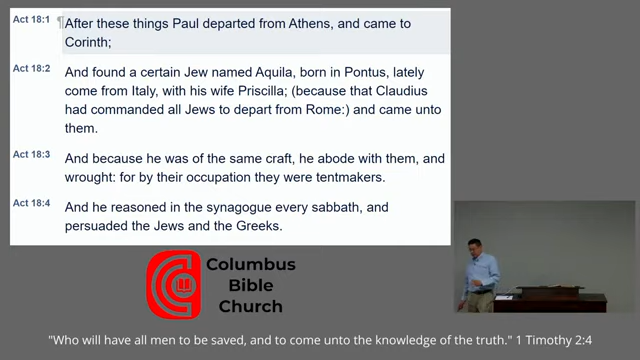 Act 18:1 ¶After these things Paul departed from Athens, and came to
Corinth;
Act 18:2 And found a certain Jew named Aquila, born in Pontus, lately
come from Italy, with his wife Priscilla; (because that Claudius
had commanded all Jews to depart from Rome:) and came unto
them.
Act 18:3 And because he was of the same craft, he abode with them, and
wrought: for by their occupation they were tentmakers.
Act 18:4 And he reasoned in the synagogue every sabbath, and
persuaded the Jews and the Greeks.
Columbus
Bible
Church
"Who will have all men to be saved, and to come unto the knowledge of the truth." 1 Timothy 2:4